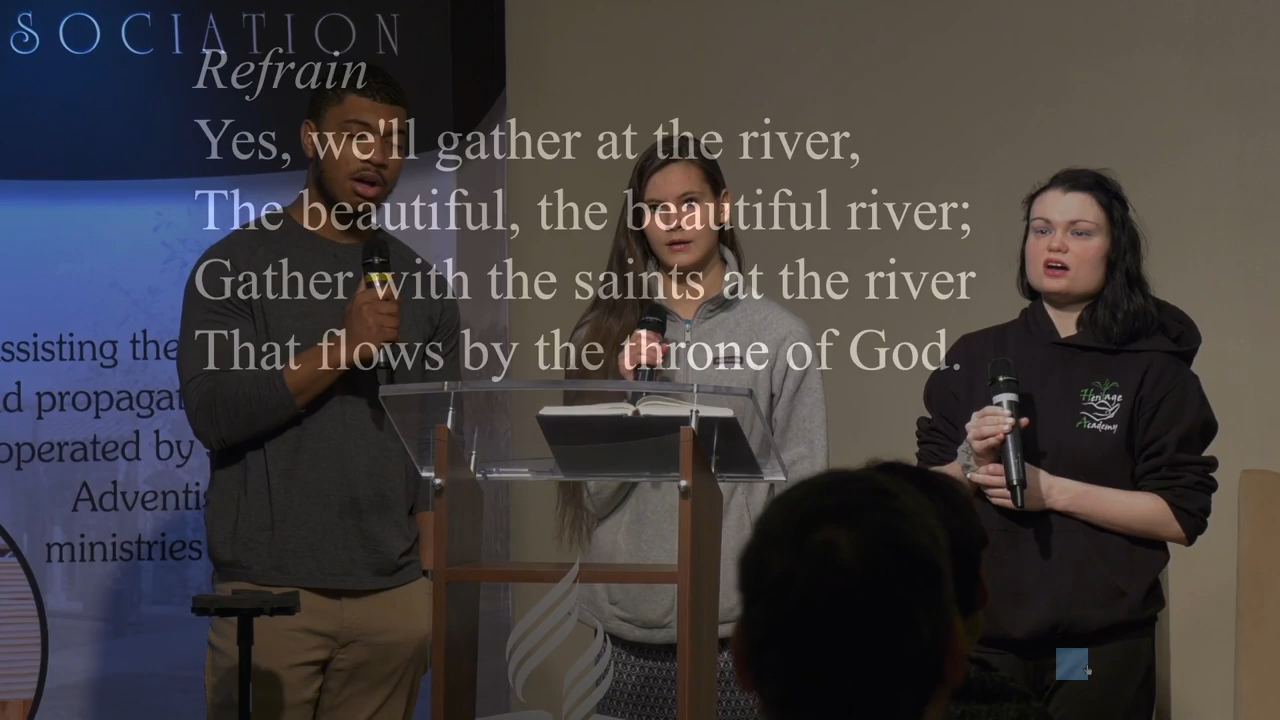 SOCIATION
Refrain
Yes, we'll gather at the river,
The beautiful, the beautiful river;
Gather with the saints at the river
That flows by the throne of God.
ssisting the
d propagat
operated by
Adventis
ministries
Heritage
Academy